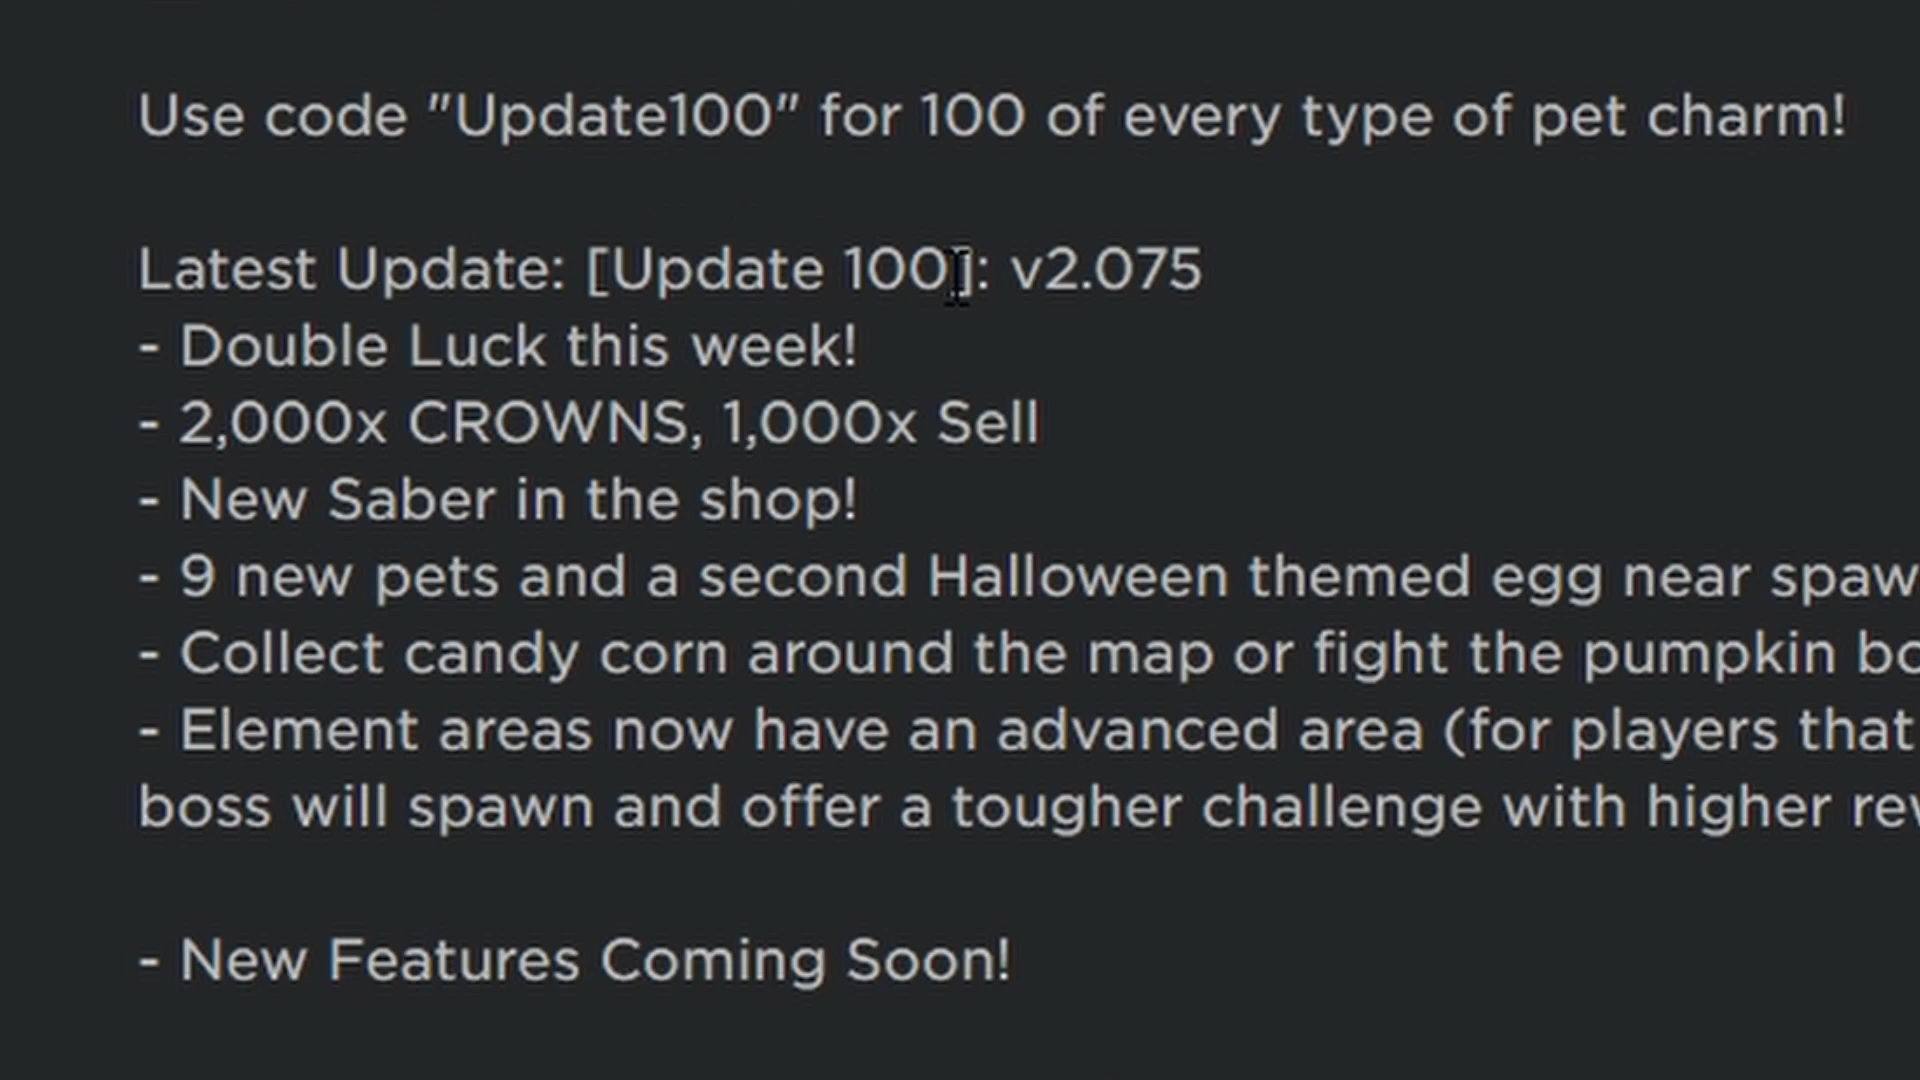 Use code "Update100" for 100 of every type of pet charm!
Latest Update: [Update 100]: v2.075
- Double Luck this week!
- 2,000x CROWNS, 1,000x Sell
- New Saber in the shop!
- 9 new pets and a second Halloween themed egg near
- Collect candy corn around the map or fight the pumpkin
- Element areas now have an advanced area (for players that
boss will spawn and offer a tougher challenge with higher
- New Features Coming Soon!